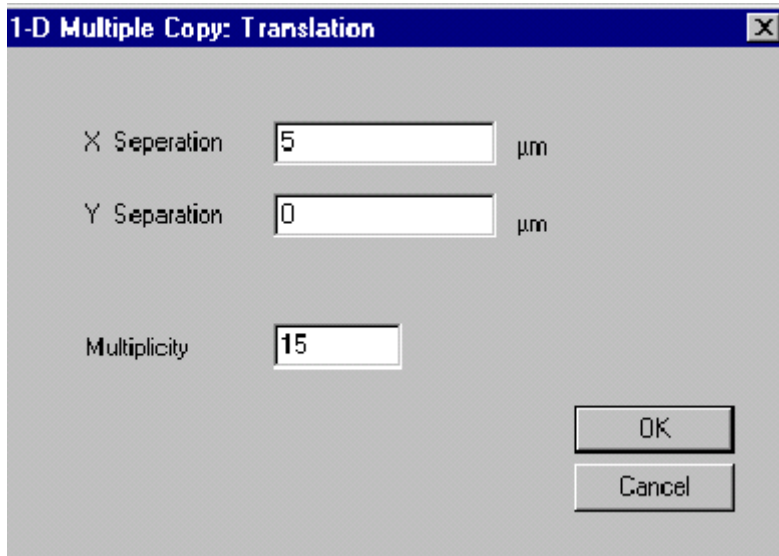 1-D Multiple Copy: Translation
X Seperation 5 µm
Y Separation 0 µm
Multiplicity 15
OK
Cancel